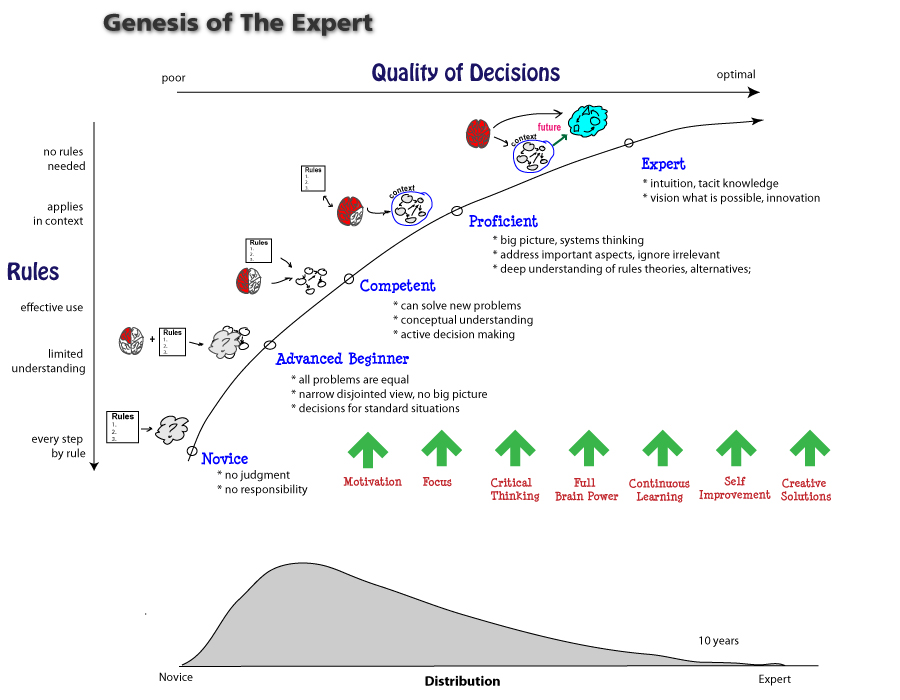 Genesis of The Expert
Quality of Decisions
poor
optimal
no rules
needed
applies
in context
Rules
effective use
limited
understanding
every step
by rule
future
context
Expert
* intuition, tacit knowledge
* vision what is possible, innovation
Rules
1.
2.
3.
context
Proficient
* big picture, systems thinking
* address important aspects, ignore irrelevant
* deep understanding of rules theories, alternatives;
Rules
1.
2.
3.
Competent
* can solve new problems
* conceptual understanding
* active decision making
+
Rules
1.
2.
3.
Advanced Beginner
* all problems are equal
* narrow disjointed view, no big picture
* decisions for standard situations
Rules
1.
2.
3.
Novice
* no judgment
* no responsibility
Motivation
Focus
Critical
Thinking
Full
Brain Power
Continuous
Learning
Self
Improvement
Creative
Solutions
10 years
Novice
Distribution
Expert